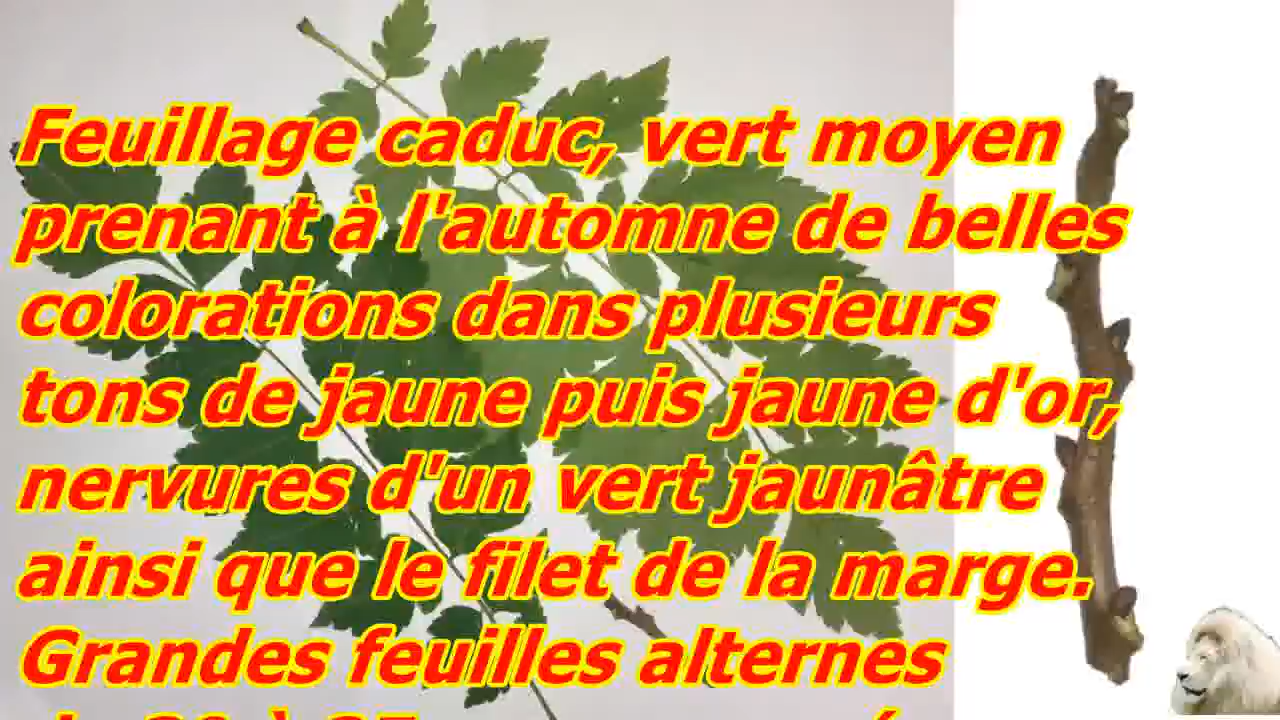 Feuillage caduc, vert moyen
prenant à l'automne de belles
colorations dans plusieurs
tons de jaune puis jaune d'or,
nervures d'un vert jaunâtre
ainsi que le filet de la marge.
Grandes feuilles alternes